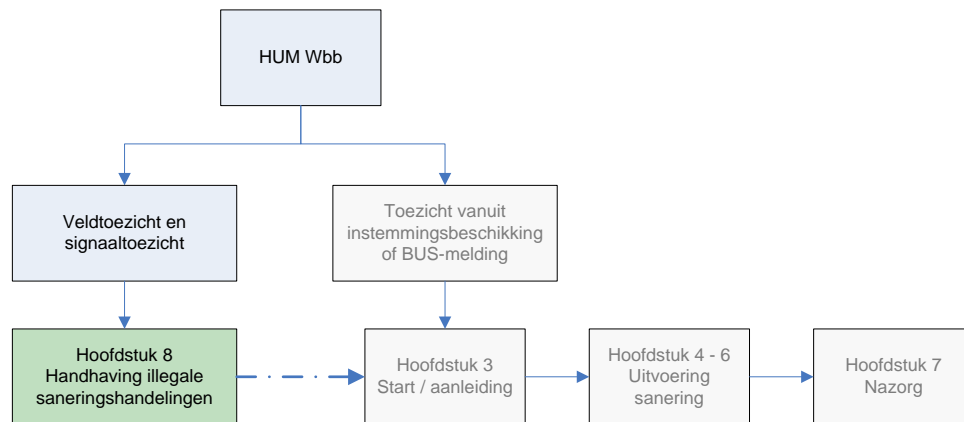 HUM Wbb
Veldtoezicht en
signaaltoezicht
Toezicht vanuit
instemmingsbeschikking
of BUS-melding
Hoofdstuk 8
Handhaving illegale
saneringshandelingen
Hoofdstuk 3
Start / aanleiding
Hoofdstuk 4 - 6
Uitvoering
sanering
Hoofdstuk 7
Nazorg